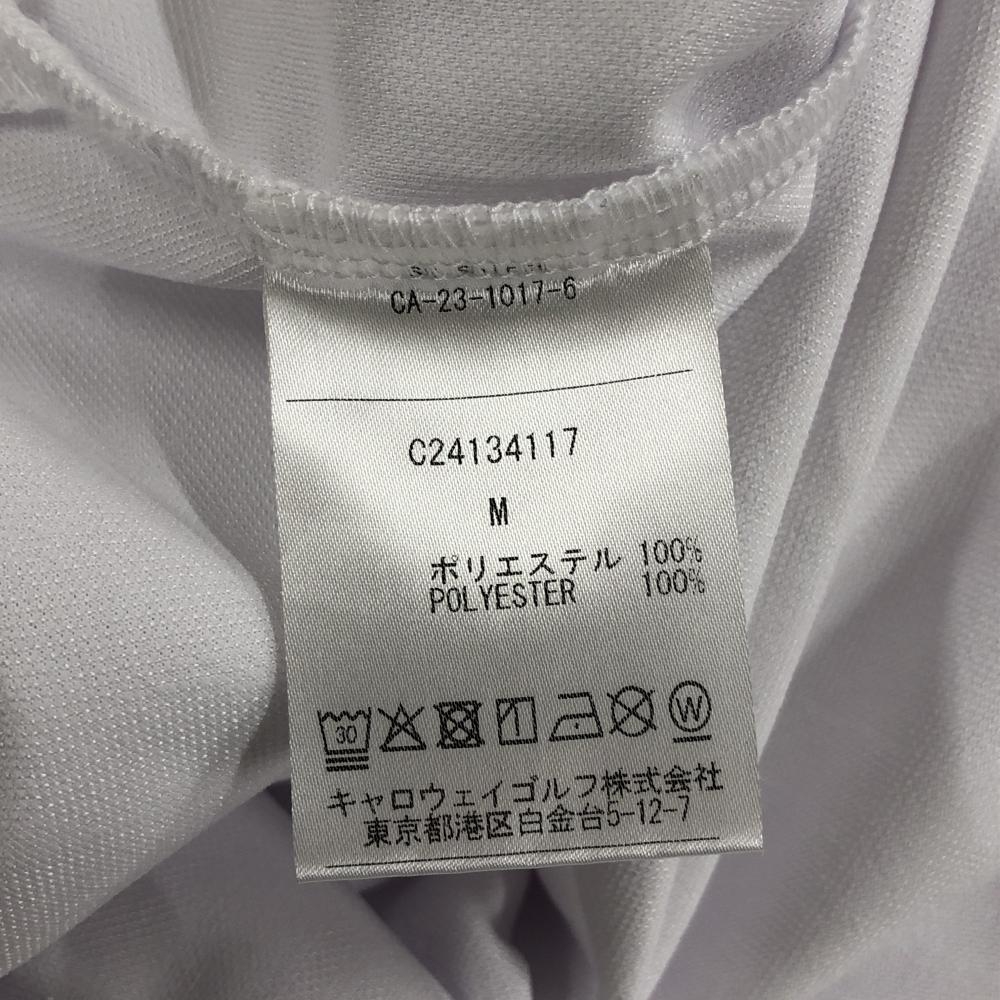 CA-23-1017-6
C24134117
M
ポリエステル 100%
POLYESTER 100%
30
W
キャロウェイゴルフ株式会社
東京都港区白金台5-12-7